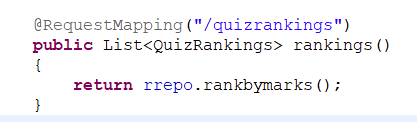 @RequestMapping("/quizrankings")
public List<QuizRankings> rankings()
{
    return rrepo.rankbymarks();
}